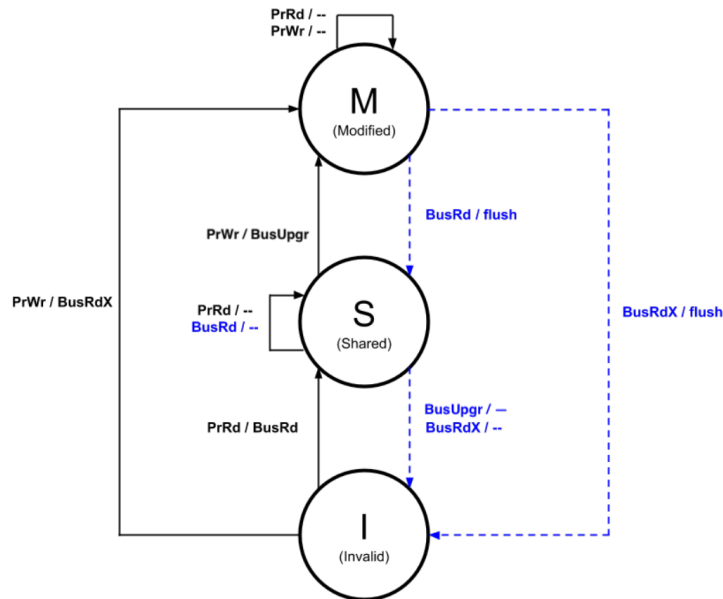 PrRd / --
PrWr / --
M
(Modified)
BusRd / flush
PrWr / BusUpgr
PrWr / BusRdX
PrRd / --
BusRd / --
S
(Shared)
BusRdX / flush
BusUpgr / —
BusRdX / --
PrRd / BusRd
I
(Invalid)